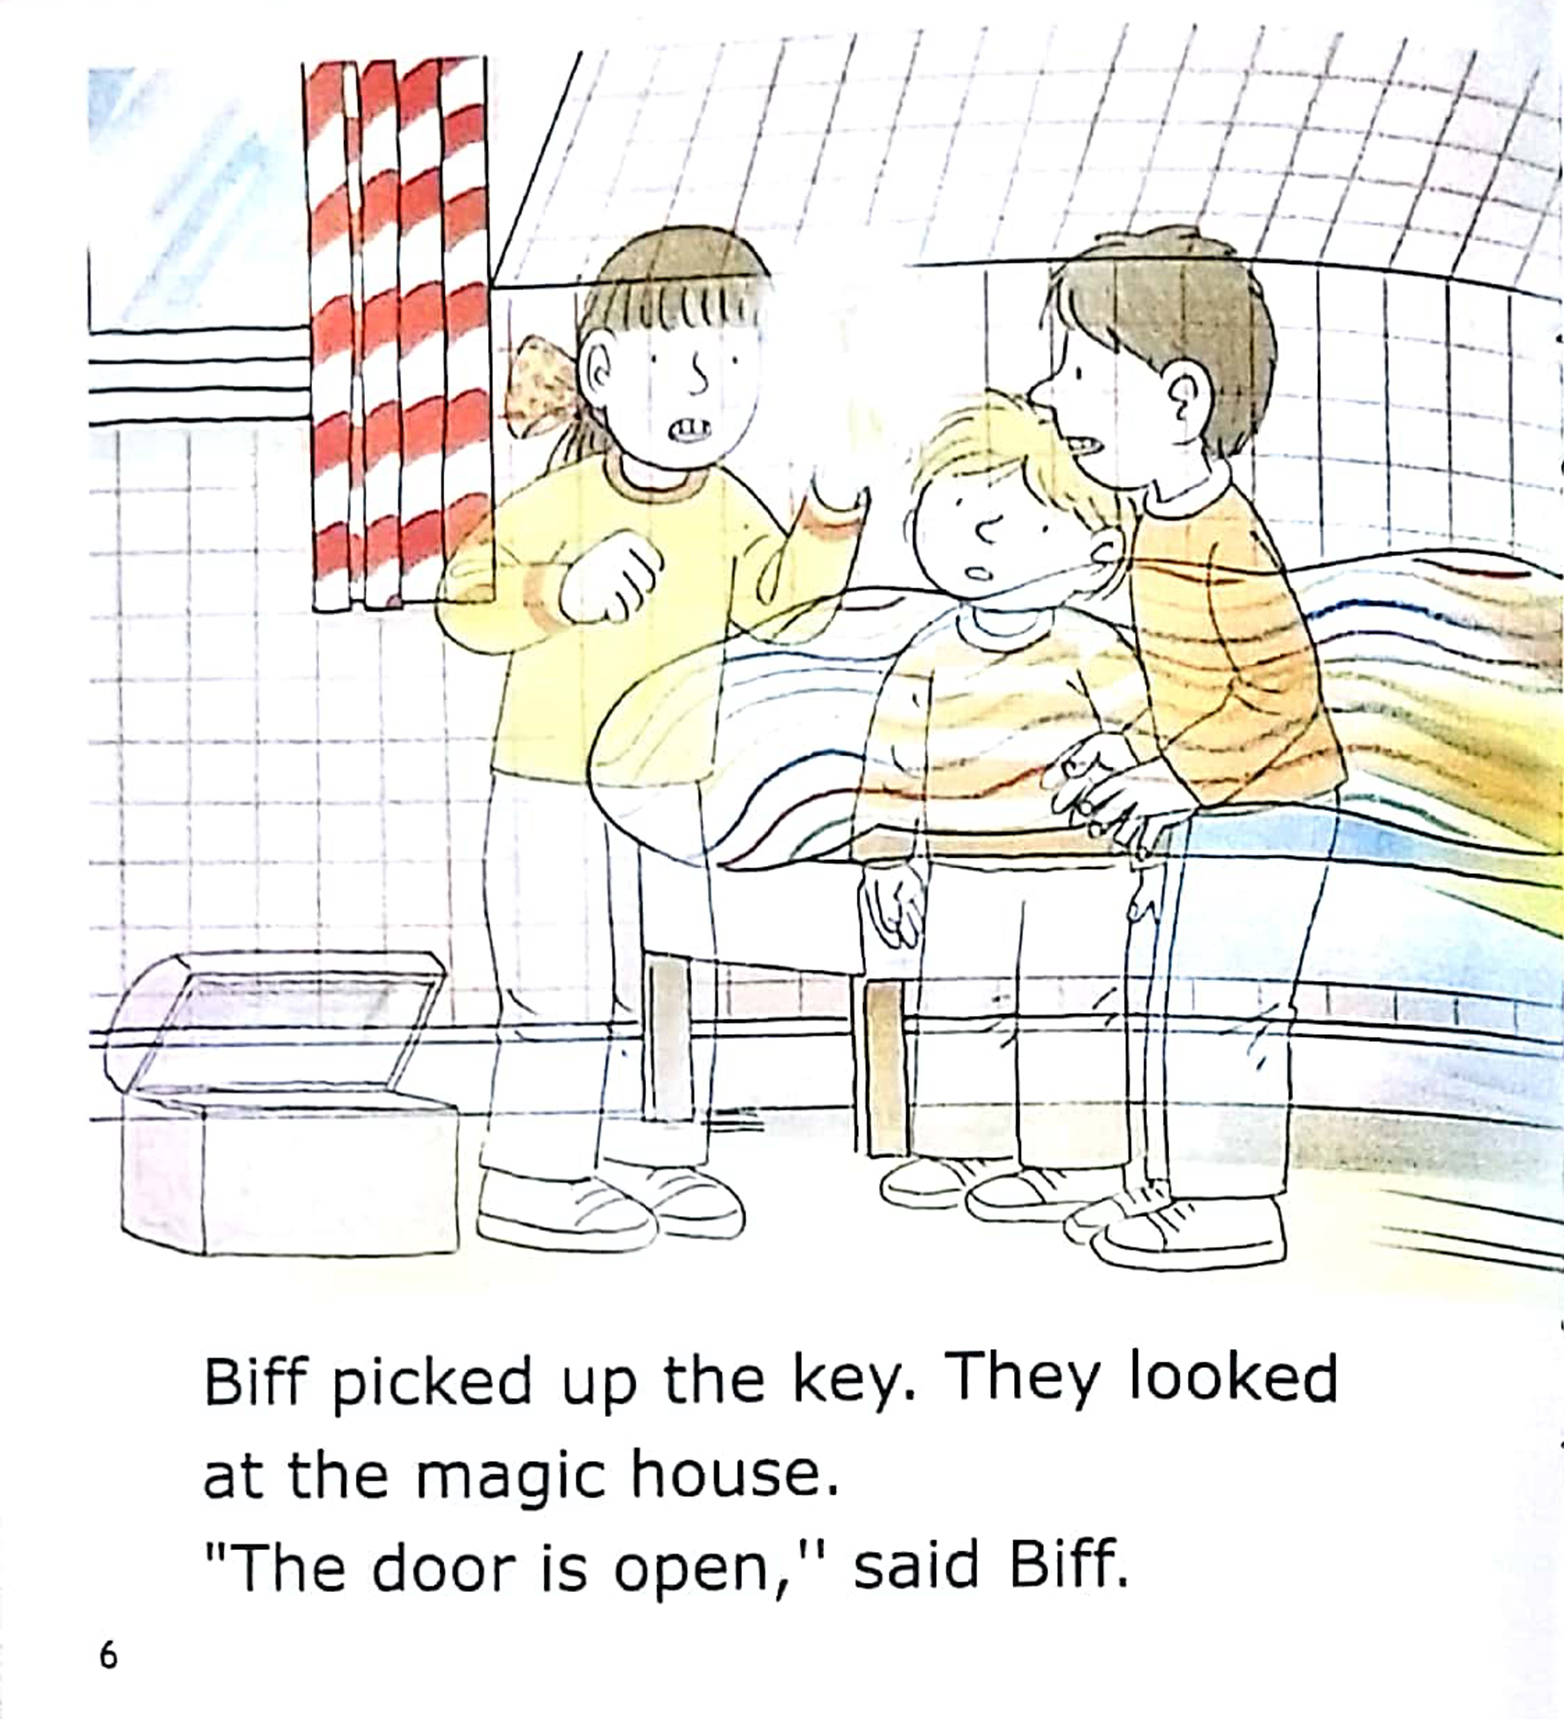 Biff picked up the key. They looked
at the magic house.
"The door is open," said Biff.
6